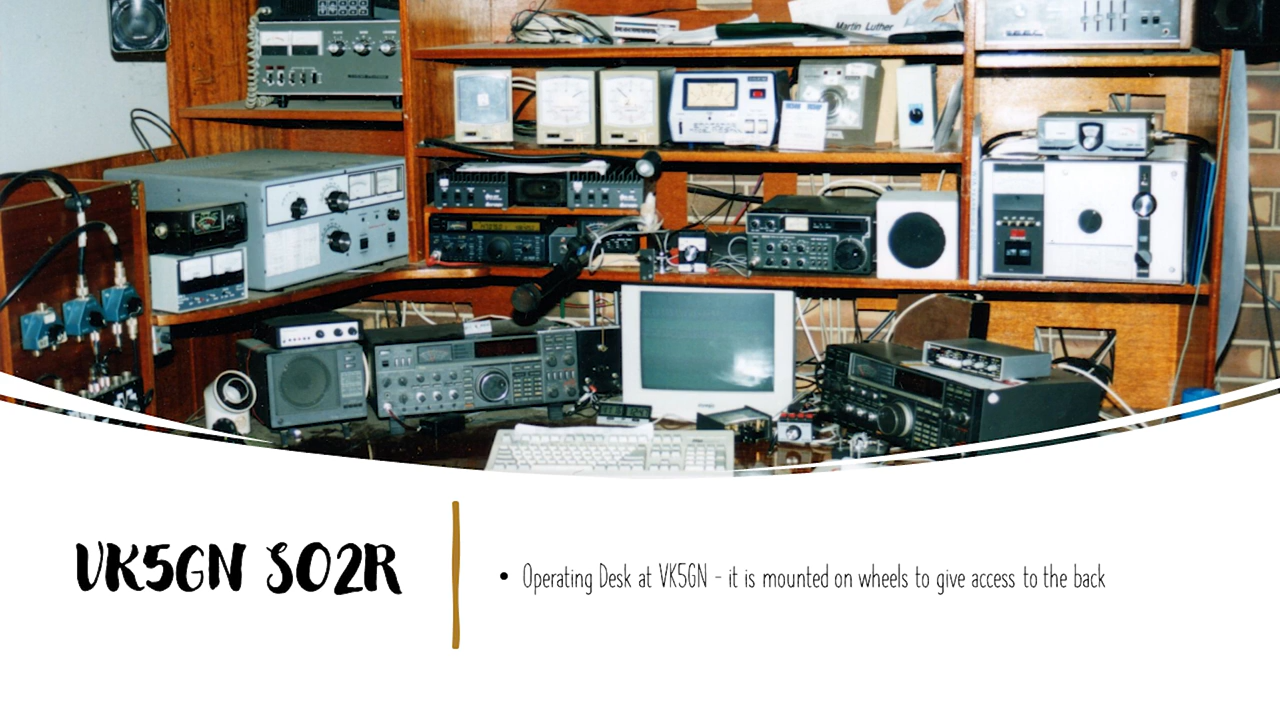 Martin Luther
VK5GN SO2R
• Operating Desk at VK5GN - it is mounted on wheels to give access to the back